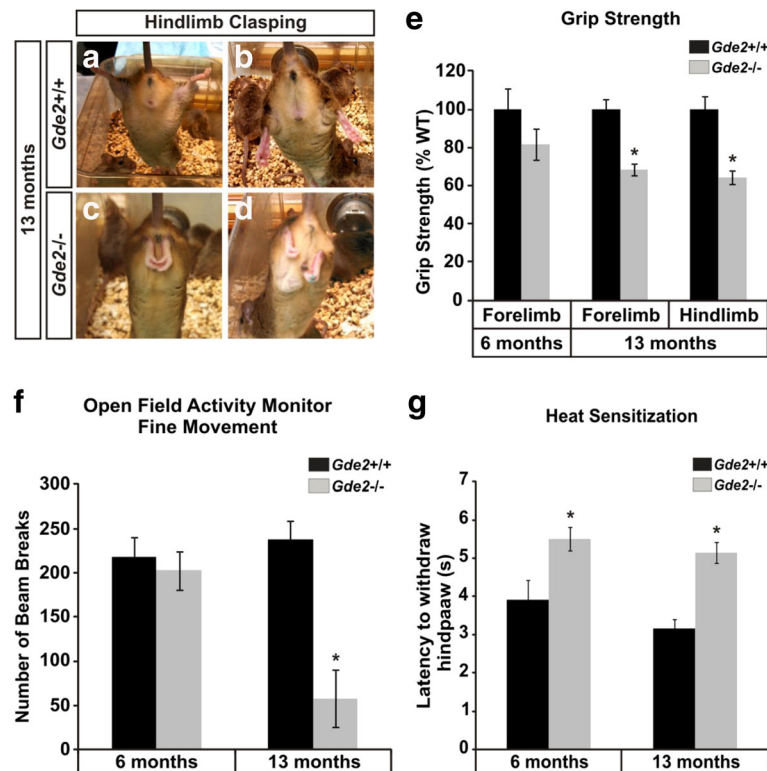 Hindlimb Clasping
13 months
Gde2+/+
Gde2-/-
a
b
c
d
e
Grip Strength
Gde2+/+
Gde2-/-
Grip Strength (% WT)
120
100
80
60
40
20
0
*
*
Forelimb
Forelimb
Hindlimb
6 months
13 months
f
Open Field Activity Monitor
Fine Movement
Gde2+/+
Gde2-/-
Number of Beam Breaks
300
250
200
150
100
50
0
*
6 months
13 months
g
Heat Sensitization
Gde2+/+
Gde2-/-
Latency to withdraw
hindpaaw (s)
7
6
5
4
3
2
1
0
*
*
6 months
13 months